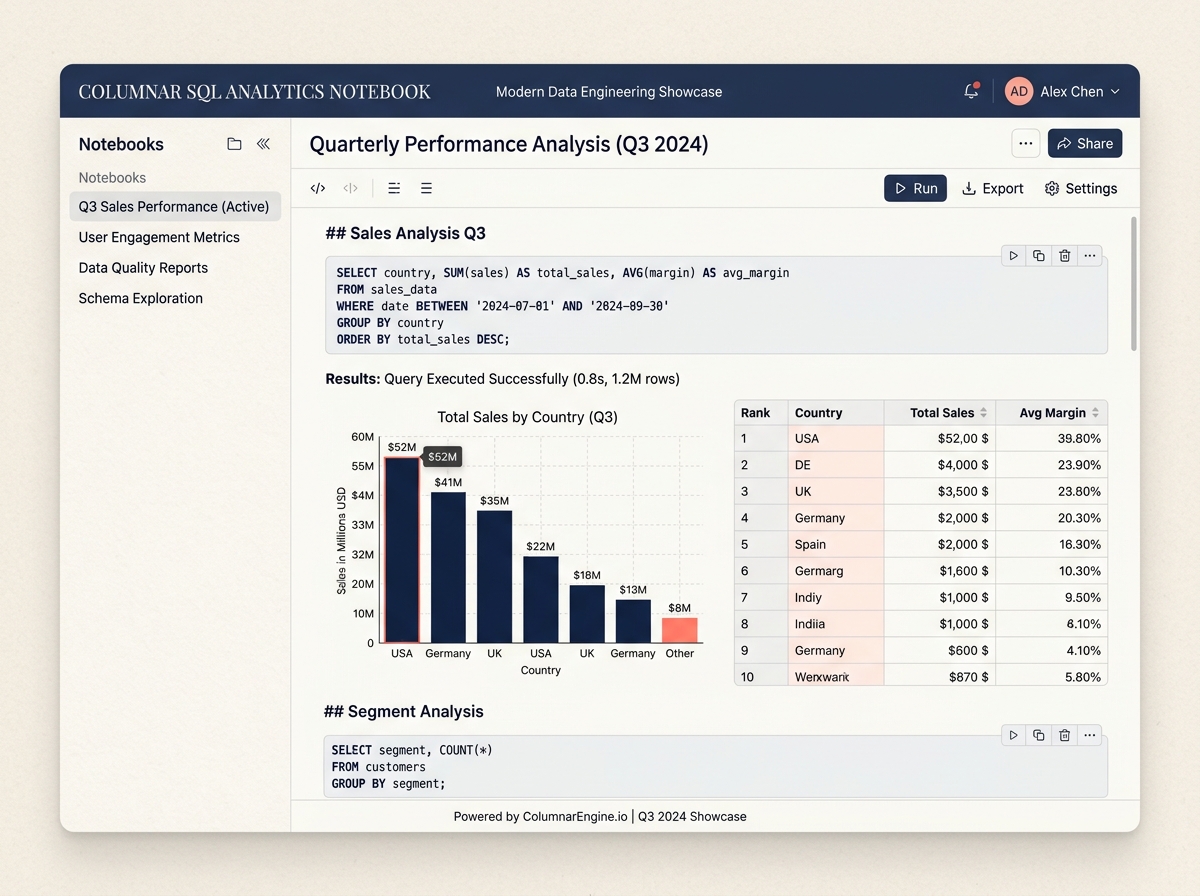 COLUMNAR SQL ANALYTICS NOTEBOOK
Modern Data Engineering Showcase
AD
Alex Chen
Notebooks
Notebooks
Q3 Sales Performance (Active)
User Engagement Metrics
Data Quality Reports
Schema Exploration
Quarterly Performance Analysis (Q3 2024)
... Share
Run Export Settings
## Sales Analysis Q3
SELECT country, SUM(sales) AS total_sales, AVG(margin) AS avg_margin
FROM sales_data
WHERE date BETWEEN '2024-07-01' AND '2024-09-30'
GROUP BY country
ORDER BY total_sales DESC;
Results: Query Executed Successfully (0.8s, 1.2M rows)
Total Sales by Country (Q3)
Sales in Millions USD
60M
55M
$4M
33M
32M
20M
10M
0
$52M
$52M
$41M
$35M
$22M
$18M
$13M
$8M
USA Germany UK USA UK Germany Other
Country
Rank Country Total Sales Avg Margin
1 USA $52,00 $ 39.80%
2 DE $4,000 $ 23.90%
3 UK $3,500 $ 23.80%
4 Germany $2,000 $ 20.30%
5 Spain $2,000 $ 16.30%
6 Germarg $1,600 $ 10.30%
7 Indiy $1,000 $ 9.50%
8 Indiia $1,000 $ 6.10%
9 Germany $600 $ 4.10%
10 $870 $ 5.80%
## Segment Analysis
SELECT segment, COUNT(*)
FROM customers
GROUP BY segment;
Powered by ColumnarEngine.io | Q3 2024 Showcase